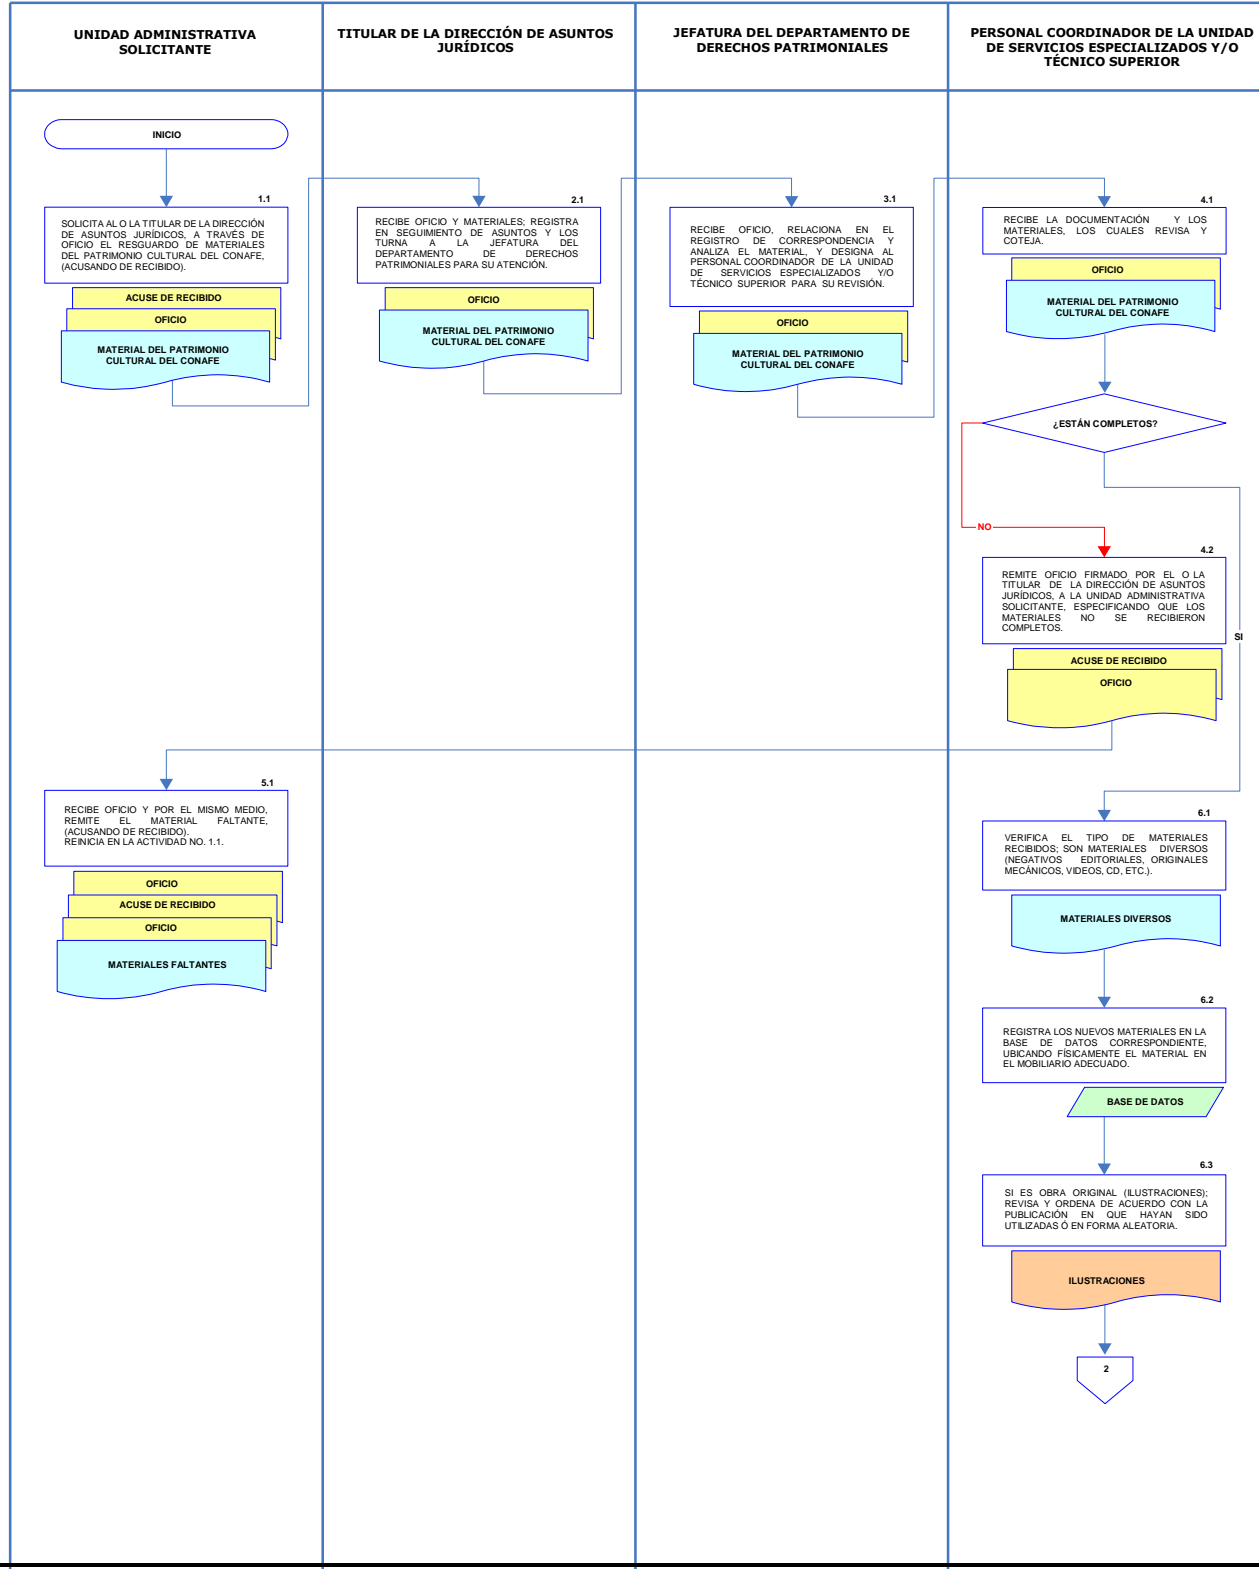 UNIDAD ADMINISTRATIVA
SOLICITANTE
TITULAR DE LA DIRECCIÓN DE ASUNTOS
JURÍDICOS
JEFATURA DEL DEPARTAMENTO DE
DERECHOS PATRIMONIALES
PERSONAL COORDINADOR DE LA UNIDAD
DE SERVICIOS ESPECIALIZADOS Y/O
TÉCNICO SUPERIOR
INICIO
1.1
SOLICITA AL O LA TITULAR DE LA DIRECCIÓN
DE ASUNTOS JURÍDICOS, A TRAVÉS DE
OFICIO EL RESGUARDO DE MATERIALES
DEL PATRIMONIO CULTURAL DEL CONAFE,
(ACUSANDO DE RECIBIDO).
ACUSE DE RECIBIDO
OFICIO
MATERIAL DEL PATRIMONIO
CULTURAL DEL CONAFE
2.1
RECIBE OFICIO Y MATERIALES; REGISTRA
EN SEGUIMIENTO DE ASUNTOS Y LOS
TURNA A LA JEFATURA DEL
DEPARTAMENTO DE DERECHOS
PATRIMONIALES PARA SU ATENCIÓN.
OFICIO
MATERIAL DEL PATRIMONIO
CULTURAL DEL CONAFE
3.1
RECIBE OFICIO, RELACIONA EN EL
REGISTRO DE CORRESPONDENCIA Y
ANALIZA EL MATERIAL, Y DESIGNA AL
PERSONAL COORDINADOR DE LA UNIDAD
DE SERVICIOS ESPECIALIZADOS Y/O
TÉCNICO SUPERIOR PARA SU REVISIÓN.
OFICIO
MATERIAL DEL PATRIMONIO
CULTURAL DEL CONAFE
4.1
RECIBE LA DOCUMENTACIÓN Y LOS
MATERIALES, LOS CUALES REVISA Y
COTEJA.
OFICIO
MATERIAL DEL PATRIMONIO
CULTURAL DEL CONAFE
¿ESTÁN COMPLETOS?
NO
4.2
REMITE OFICIO FIRMADO POR EL O LA
TITULAR DE LA DIRECCIÓN DE ASUNTOS
JURÍDICOS, A LA UNIDAD ADMINISTRATIVA
SOLICITANTE, ESPECIFICANDO QUE LOS
MATERIALES NO SE RECIBIERON
COMPLETOS.
SI
ACUSE DE RECIBIDO
OFICIO
5.1
RECIBE OFICIO Y POR EL MISMO MEDIO,
REMITE EL MATERIAL FALTANTE,
(ACUSANDO DE RECIBIDO).
REINICIA EN LA ACTIVIDAD NO. 1.1.
OFICIO
ACUSE DE RECIBIDO
OFICIO
MATERIALES FALTANTES
6.1
VERIFICA EL TIPO DE MATERIALES
RECIBIDOS; SON MATERIALES DIVERSOS
(NEGATIVOS EDITORIALES, ORIGINALES
MECÁNICOS, VIDEOS, CD, ETC.).
MATERIALES DIVERSOS
6.2
REGISTRA LOS NUEVOS MATERIALES EN LA
BASE DE DATOS CORRESPONDIENTE,
UBICANDO FÍSICAMENTE EL MATERIAL EN
EL MOBILIARIO ADECUADO.
BASE DE DATOS
6.3
SI ES OBRA ORIGINAL (ILUSTRACIONES);
REVISA Y ORDENA DE ACUERDO CON LA
PUBLICACIÓN EN QUE HAYAN SIDO
UTILIZADAS Ó EN FORMA ALEATORIA.
ILUSTRACIONES
2